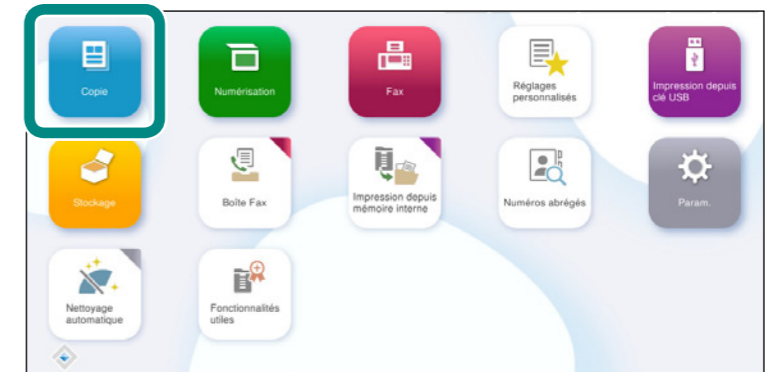 Copie
Numérisation
Fax
Réglages
personnalisés
Impression depuis
clé USB
Stockage
Boîte Fax
Impression depuis
mémoire interne
Numéros abrégés
Param.
Nettoyage
automatique
Fonctionnalités
utiles